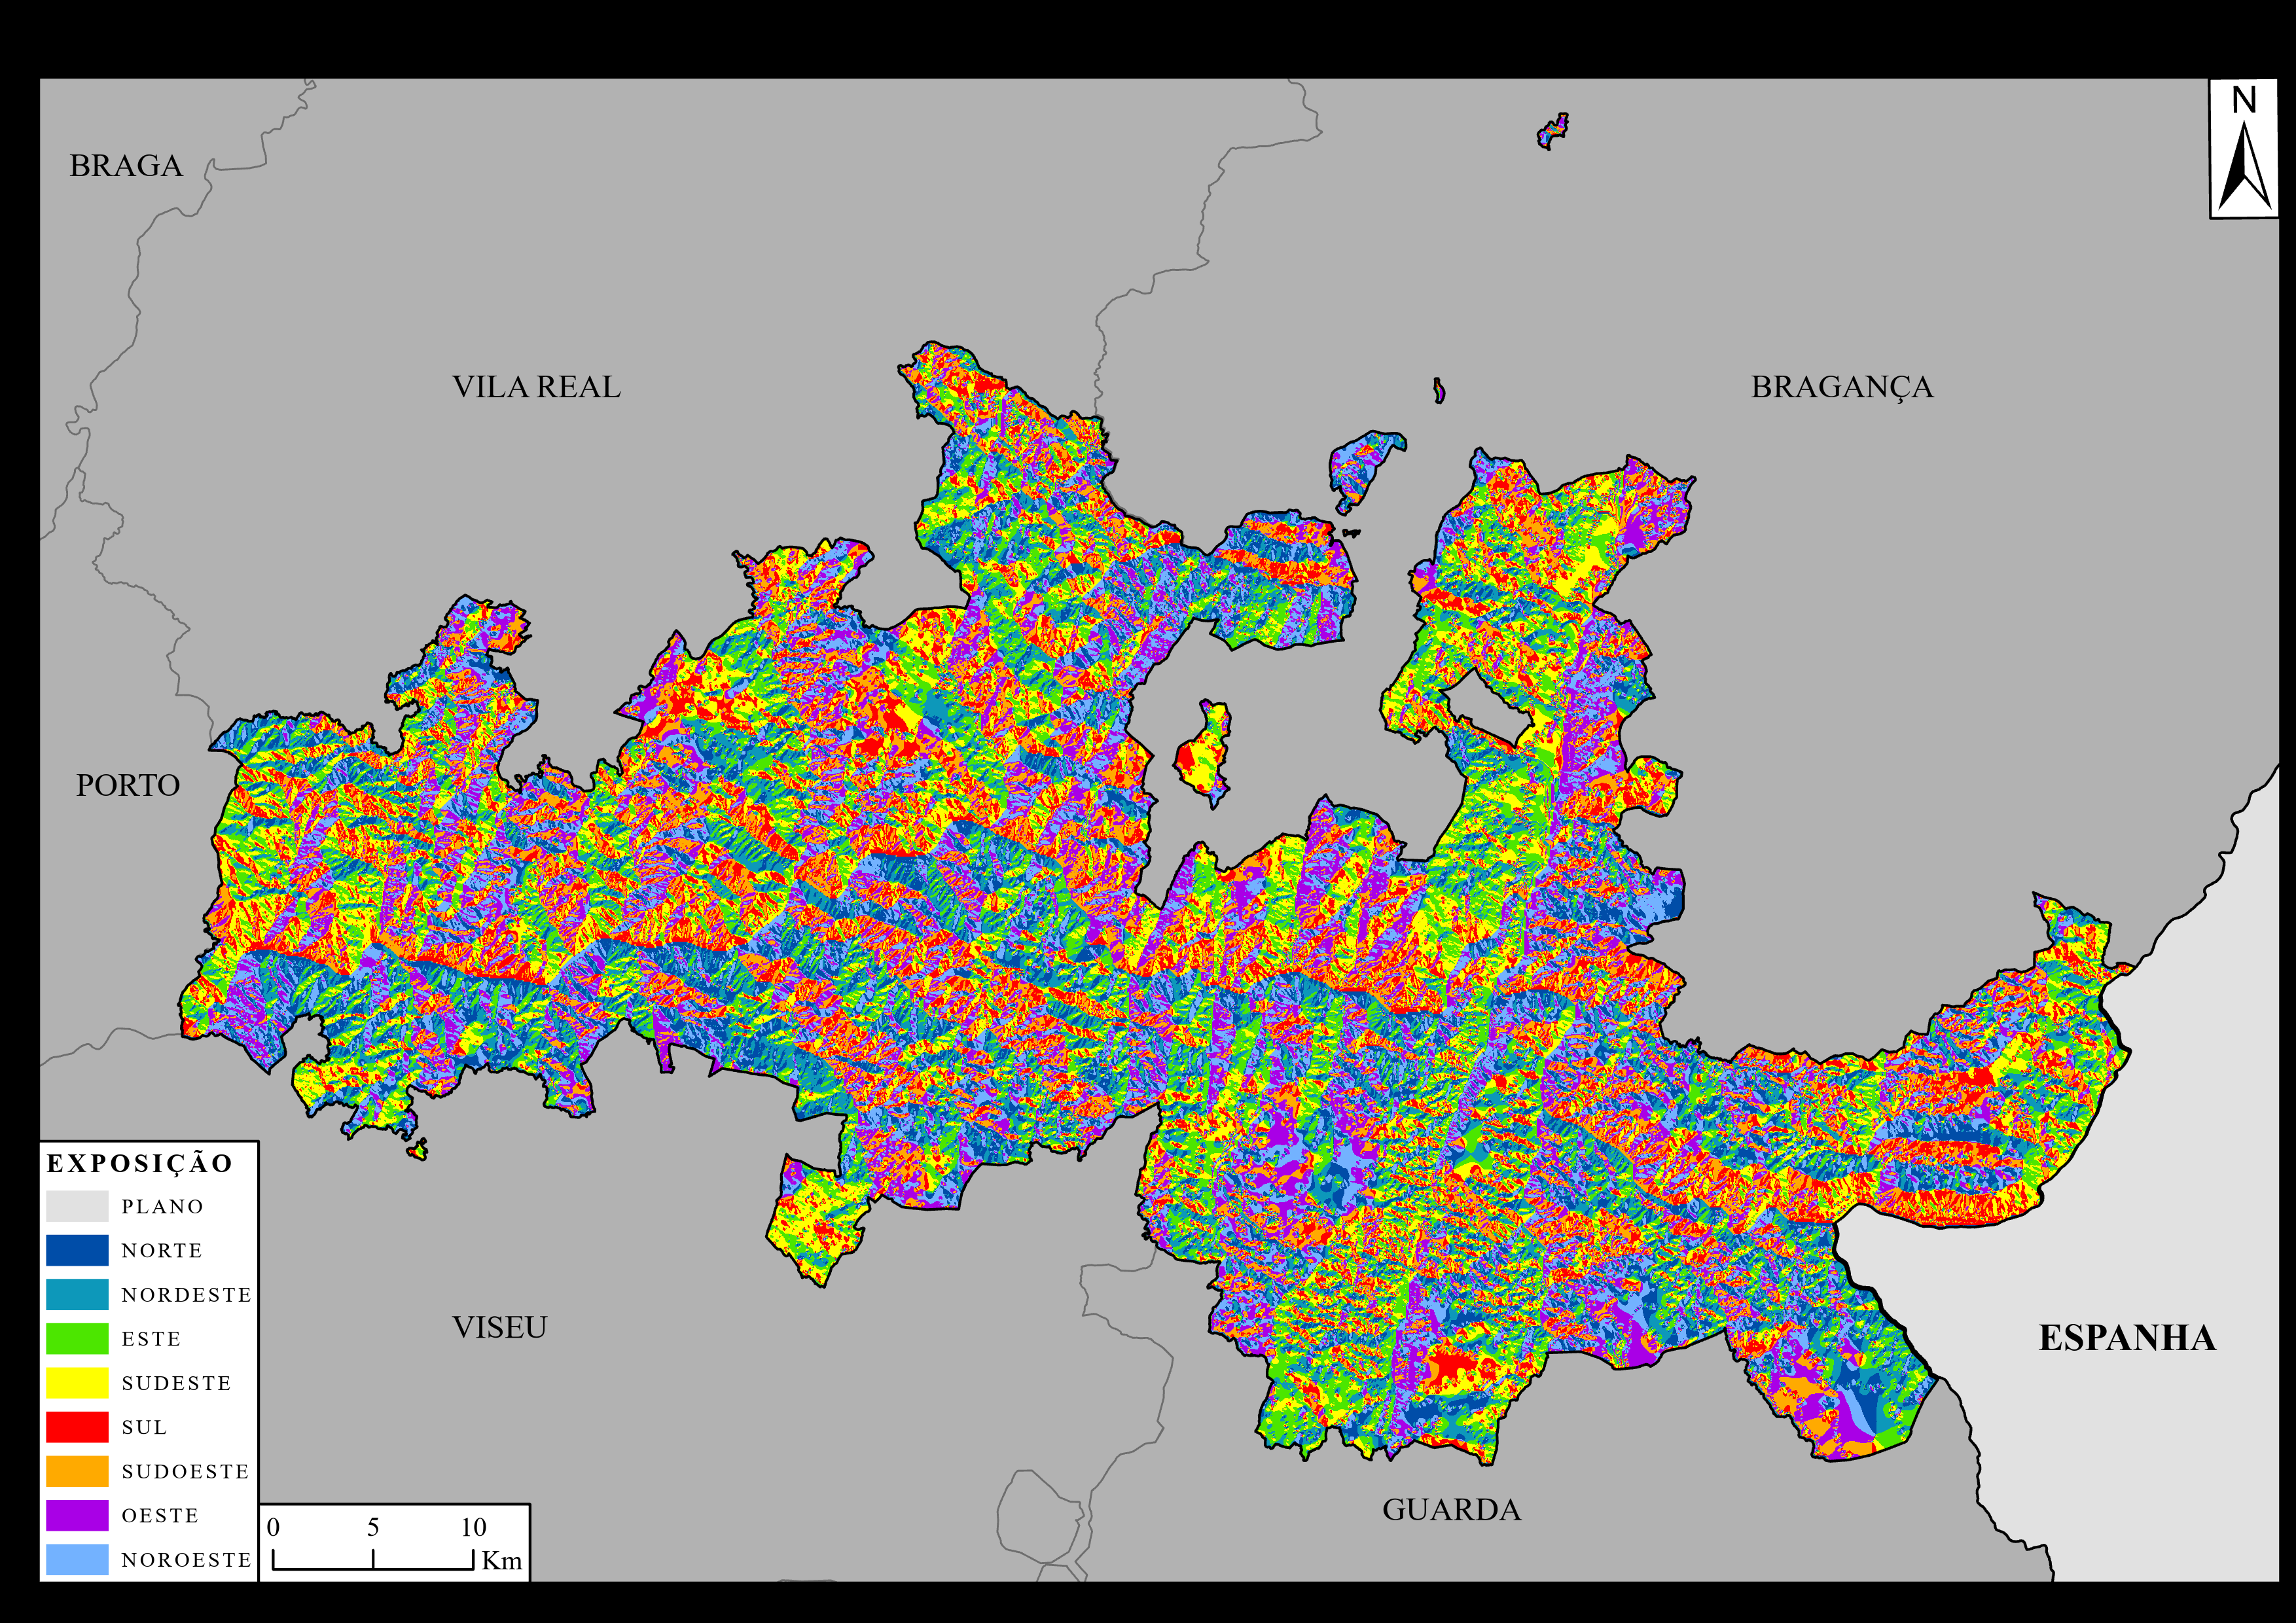 N
BRAGA
VILA REAL
BRAGANÇA
PORTO
EXPOSIÇÃO
PLANO
NORTE
NORDESTE
ESTE
SUDESTE
SUL
SUDOESTE
OESTE
NOROESTE
0 5 10
Km
VISEU
ESPANHA
GUARDA